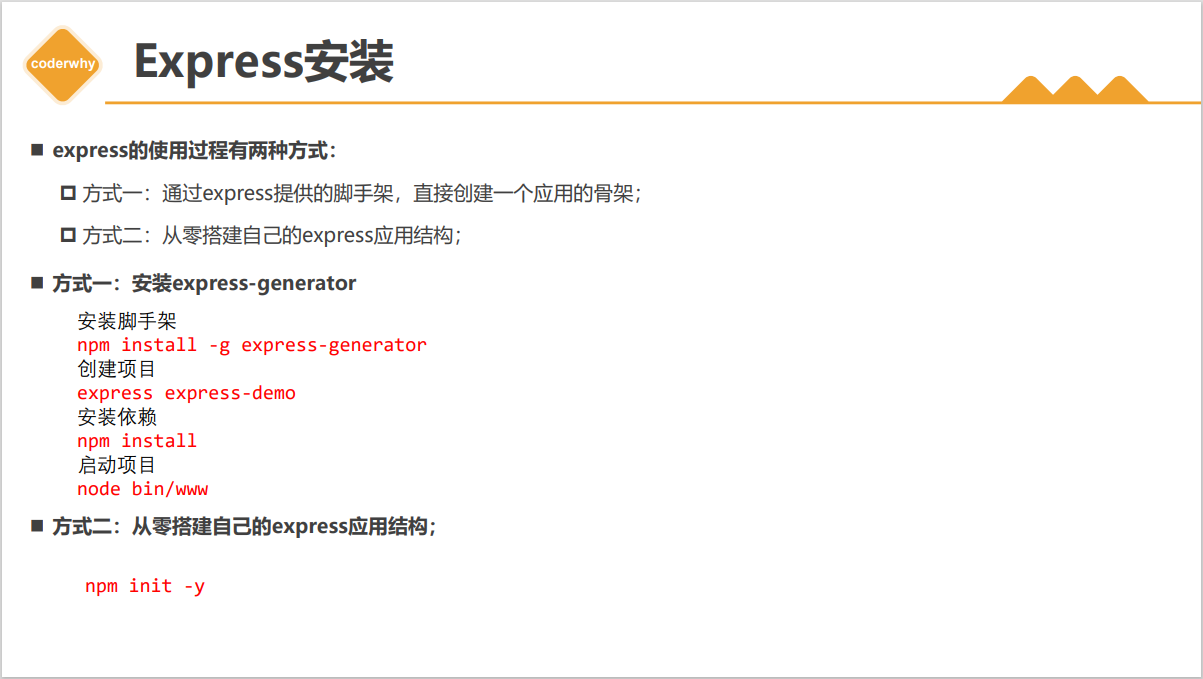 coderwhy
Express安装
express的使用过程有两种方式：
方式一：通过express提供的脚手架，直接创建一个应用的骨架；
方式二：从零搭建自己的express应用结构；
方式一：安装express-generator
安装脚手架
npm install -g express-generator
创建项目
express express-demo
安装依赖
npm install
启动项目
node bin/www
方式二：从零搭建自己的express应用结构；
npm init -y